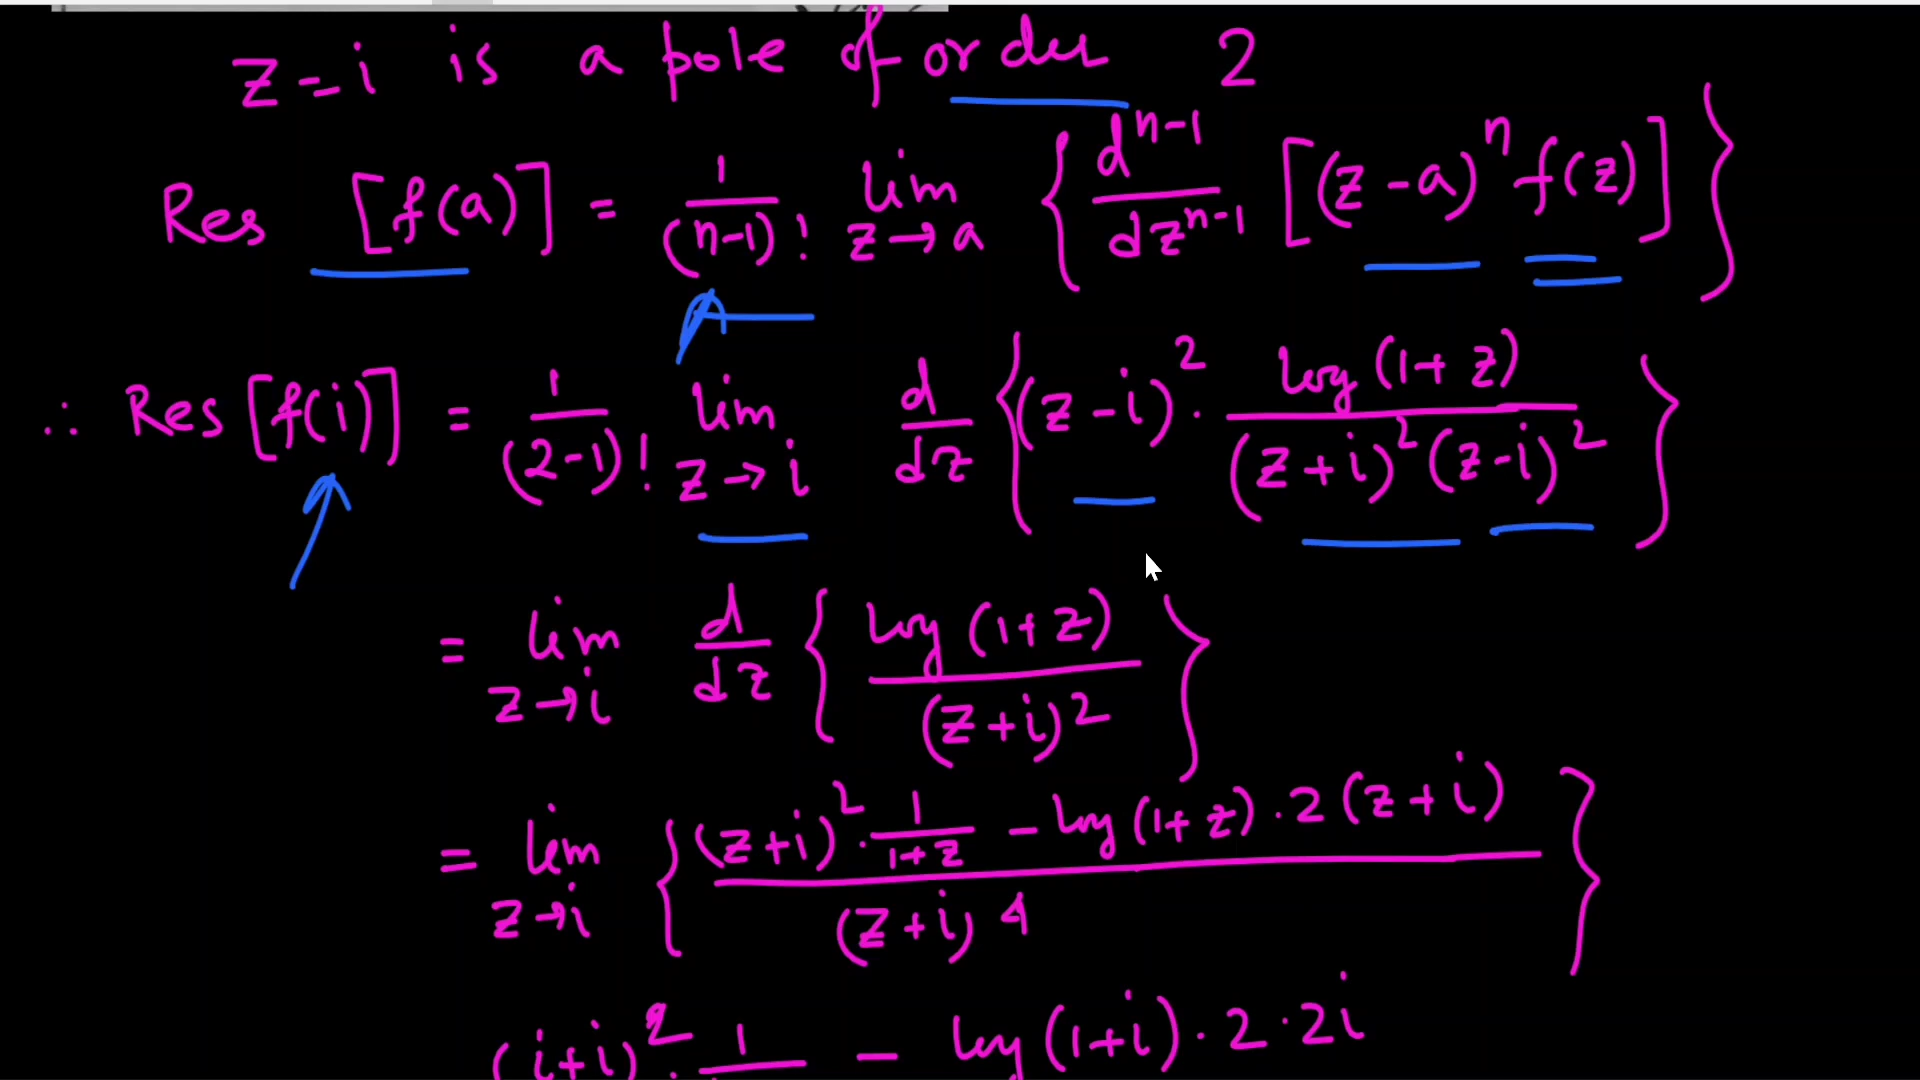 z = i is a pole of order 2
Res [f(a)] = 1/(n-1)! lim z→a { d^(n-1)/dz^(n-1) [(z-a)^n f(z)] }
∴ Res [f(i)] = 1/(2-1)! lim z→i d/dz { (z-i)^2 · log(1+z)/((z+i)^2 (z-i)^2) }
= lim z→i d/dz { log(1+z)/(z+i)^2 }
= lim z→i { ((z+i)^2 · 1/(1+z) - log(1+z) · 2(z+i))/(z+i)^4 }
(i+i)^2 · 1 - log(1+i) · 2 · 2i